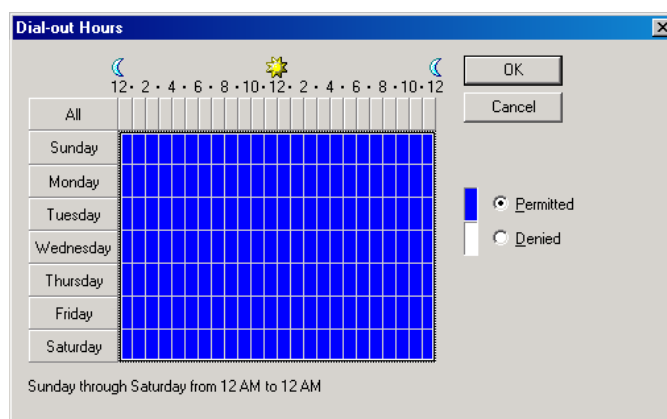 Dial-out Hours
12 · 2 · 4 · 6 · 8 · 10 · 12 · 2 · 4 · 6 · 8 · 10 · 12
OK
Cancel
All
Sunday
Monday
Tuesday
Wednesday
Thursday
Friday
Saturday
Permitted
Denied
Sunday through Saturday from 12 AM to 12 AM